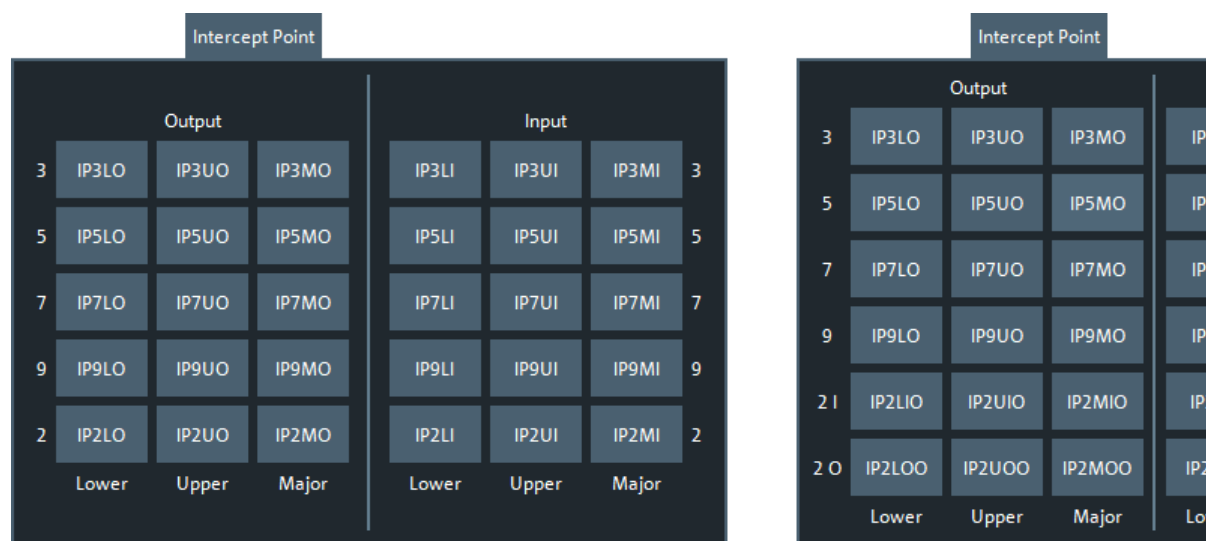 Intercept Point
Output Input
3 IP3LO IP3UO IP3MO IP3LI IP3UI IP3MI 3
5 IP5LO IP5UO IP5MO IP5LI IP5UI IP5MI 5
7 IP7LO IP7UO IP7MO IP7LI IP7UI IP7MI 7
9 IP9LO IP9UO IP9MO IP9LI IP9UI IP9MI 9
2 IP2LO IP2UO IP2MO IP2LI IP2UI IP2MI 2
Lower Upper Major Lower Upper Major
Intercept Point
Output
3 IP3LO IP3UO IP3MO
5 IP5LO IP5UO IP5MO
7 IP7LO IP7UO IP7MO
9 IP9LO IP9UO IP9MO
2 I IP2LIO IP2UIO IP2MIO
2 O IP2LOO IP2UOO IP2MOO
Lower Upper Major